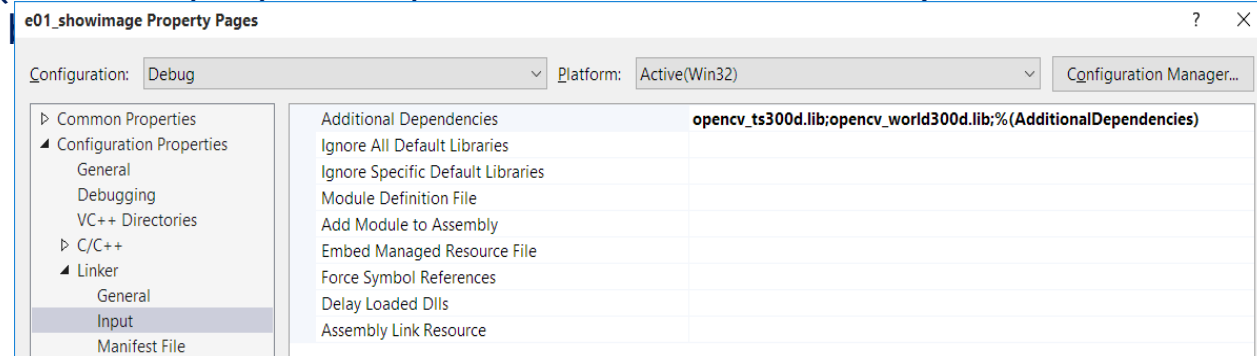 e01_showimage Property Pages ? ×
Configuration: Debug Platform: Active(Win32) Configuration Manager...
Common Properties
Configuration Properties
General
Debugging
VC++ Directories
C/C++
Linker
General
Input
Manifest File
Additional Dependencies opencv_ts300d.lib;opencv_world300d.lib;%(AdditionalDependencies)
Ignore All Default Libraries
Ignore Specific Default Libraries
Module Definition File
Add Module to Assembly
Embed Managed Resource File
Force Symbol References
Delay Loaded Dlls
Assembly Link Resource